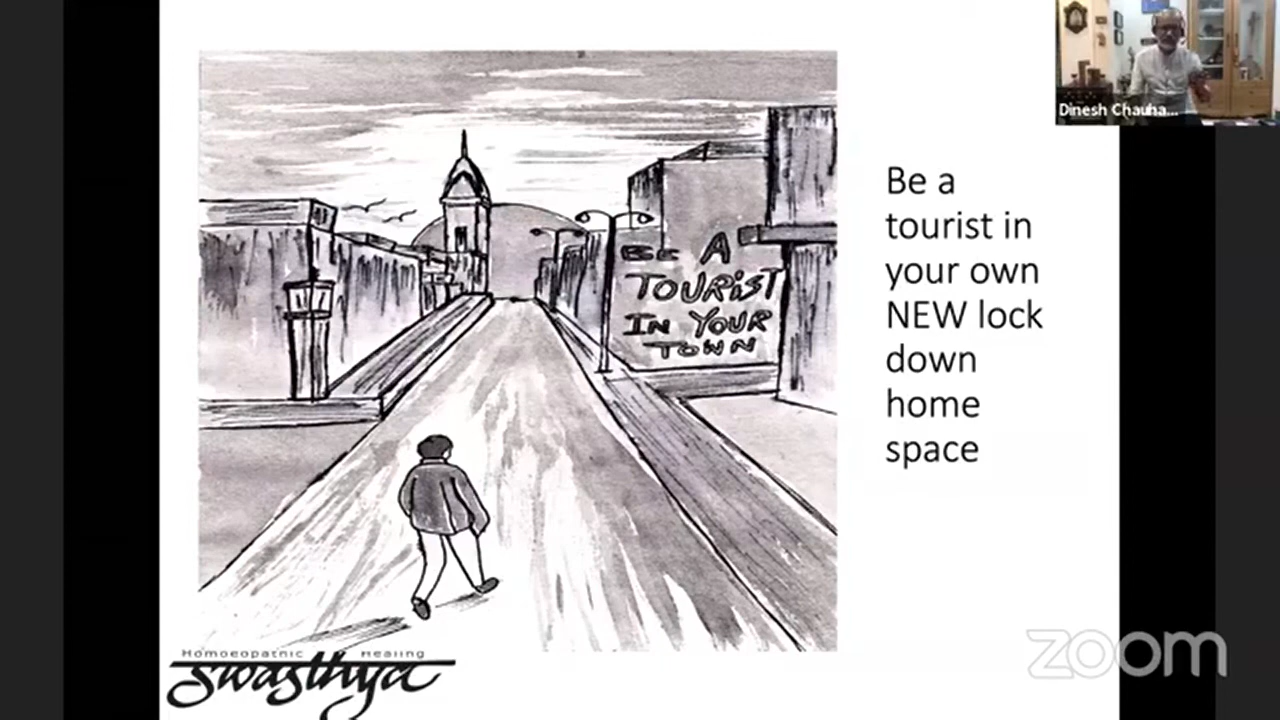 Dinesh Chauha...
Be a
tourist in
your own
NEW lock
down
home
space
BE A
TOURIST
IN YOUR
TOWN
Homoeopathic Healing
swasthya
zoom